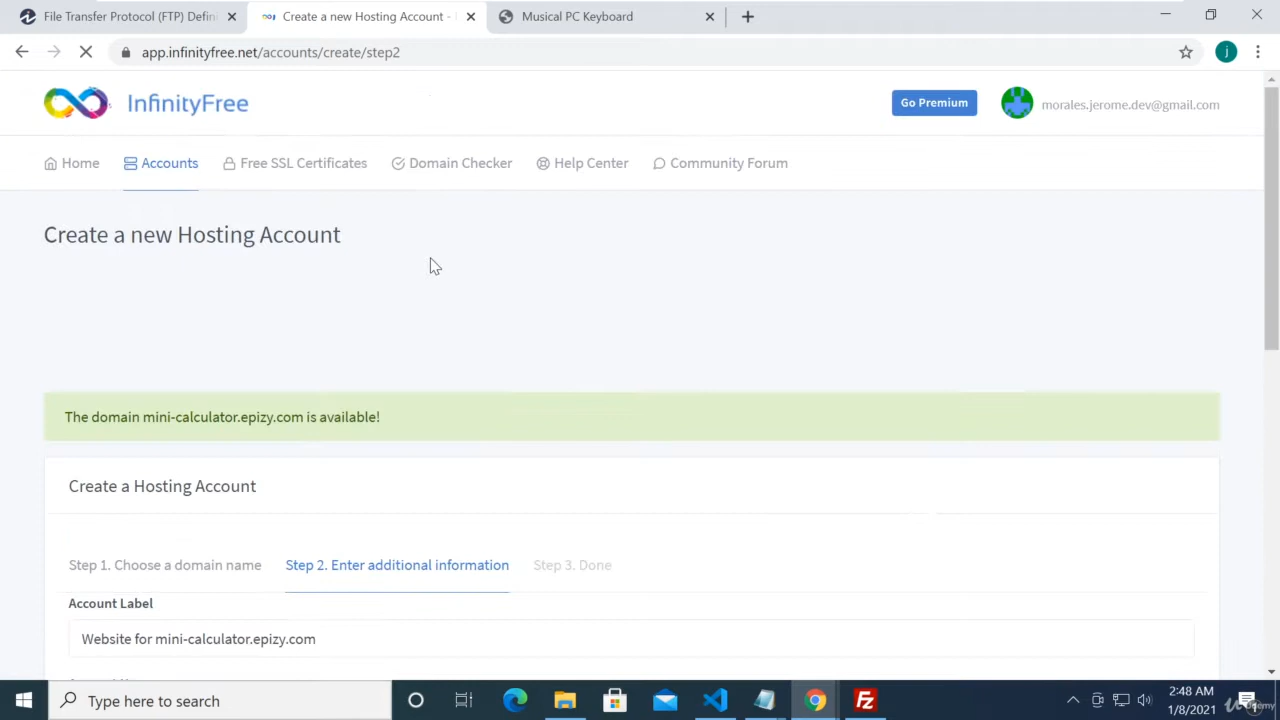 File Transfer Protocol (FTP) Defini
Create a new Hosting Account -
Musical PC Keyboard
app.infinityfree.net/accounts/create/step2
j
InfinityFree
Go Premium
morales.jerome.dev@gmail.com
Home
Accounts
Free SSL Certificates
Domain Checker
Help Center
Community Forum
Create a new Hosting Account
The domain mini-calculator.epizy.com is available!
Create a Hosting Account
Step 1. Choose a domain name
Step 2. Enter additional information
Step 3. Done
Account Label
Website for mini-calculator.epizy.com
Type here to search
Fz
2:48 AM
1/8/2021